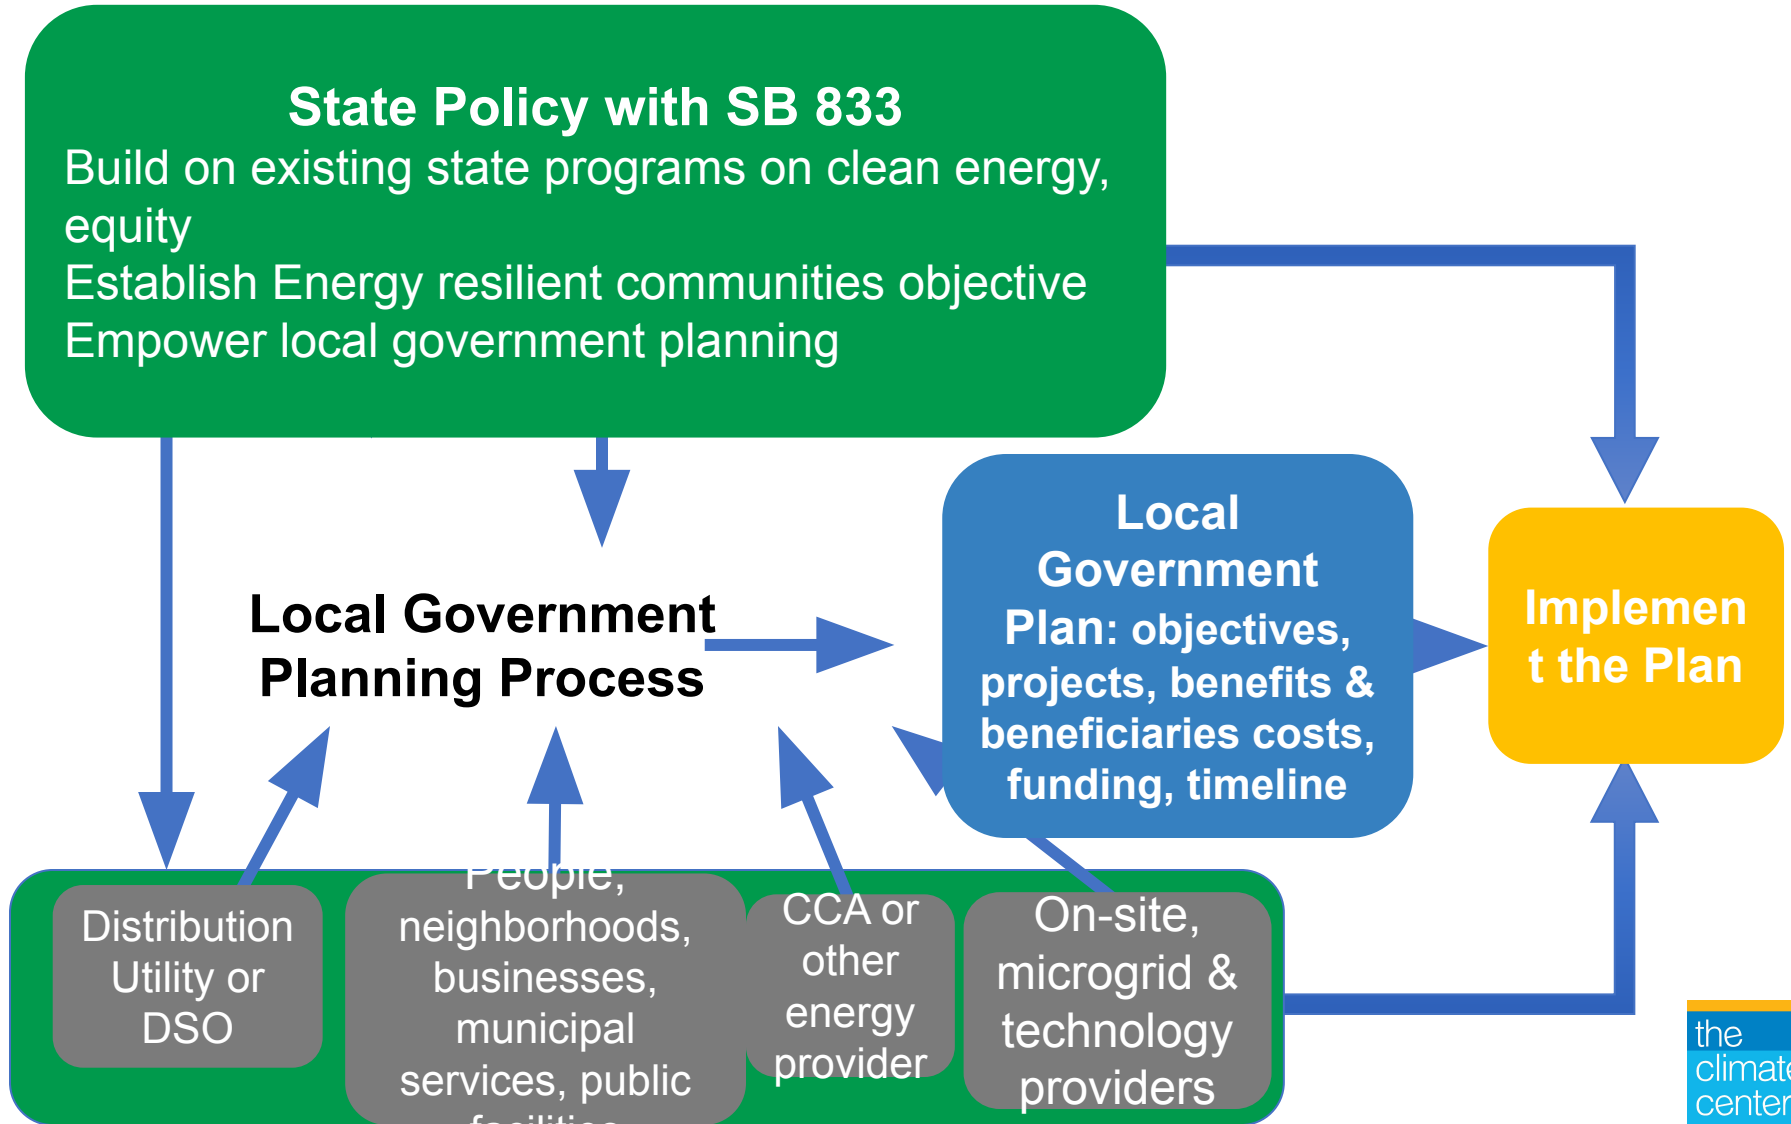 State Policy with SB 833
Build on existing state programs on clean energy,
equity
Establish Energy resilient communities objective
Empower local government planning
Local Government
Planning Process
Local
Government
Plan: objectives,
projects, benefits &
beneficiaries costs,
funding, timeline
Implemen
t the Plan
Distribution
Utility or
DSO
People,
neighborhoods,
businesses,
municipal
services, public
facilities
CCA or
other
energy
provider
On-site,
microgrid &
technology
providers
the
climate
center